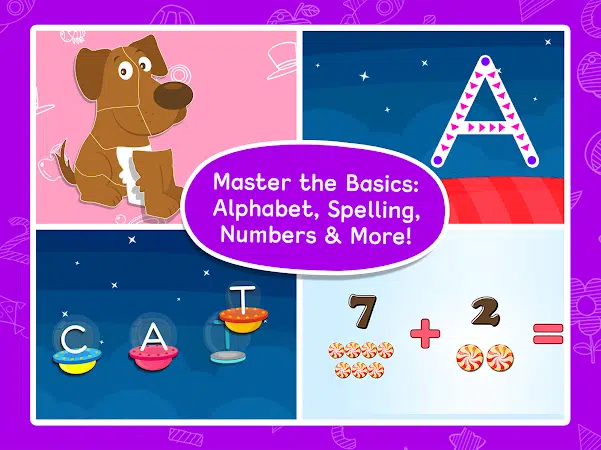 A
Master the Basics:
Alphabet, Spelling,
Numbers & More!
C A T
7 + 2 =